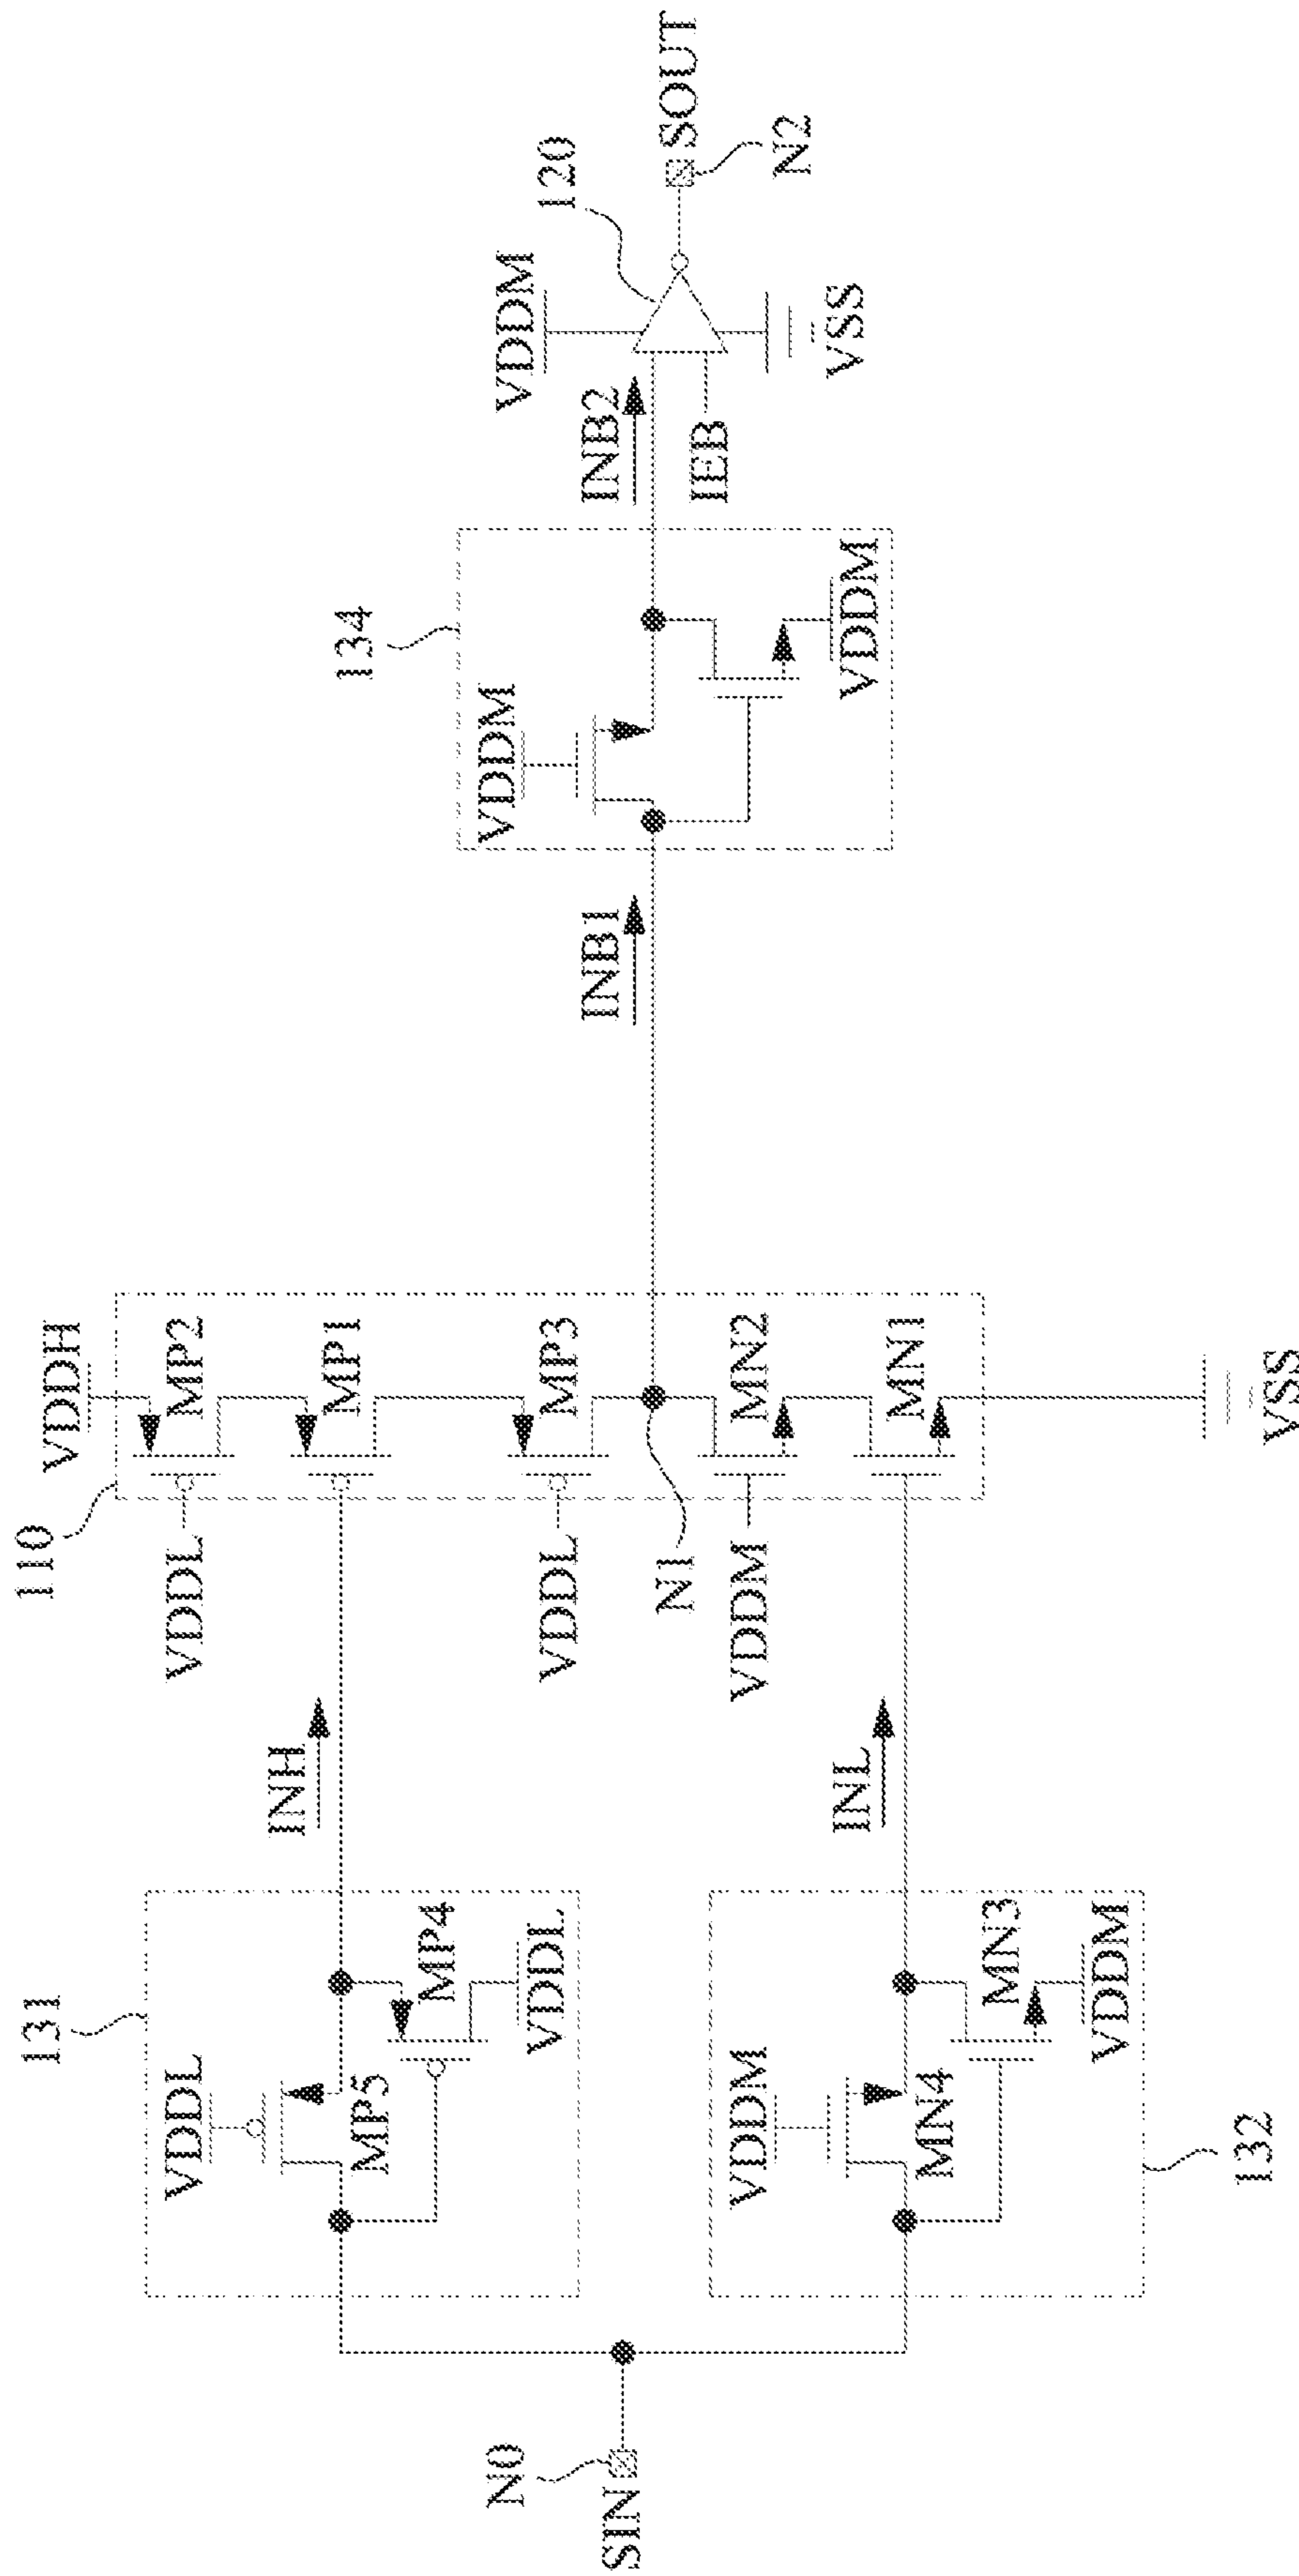 N0
SIN
131
VDDL
MP5
MP4
VDDL
VDDM
MN4
MN3
VDDM
132
INH
INL
110
VDDH
VDDL
MP2
MP1
VDDL
MP3
N1
VDDM
MN2
MN1
VSS
INB1
134
VDDM
VDDM
INB2
IEB
VDDM
120
VSS
SOUT
N2